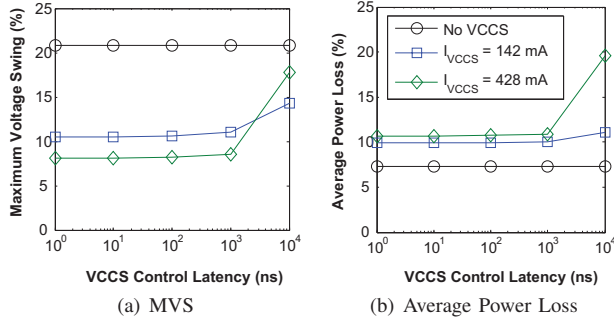 Maximum Voltage Swing (%)
25
20
15
10
5
0
10^0
10^1
10^2
10^3
10^4
VCCS Control Latency (ns)
(a) MVS
Average Power Loss (%)
25
20
15
10
5
0
No VCCS
I_VCCS = 142 mA
I_VCCS = 428 mA
10^0
10^1
10^2
10^3
10^4
VCCS Control Latency (ns)
(b) Average Power Loss